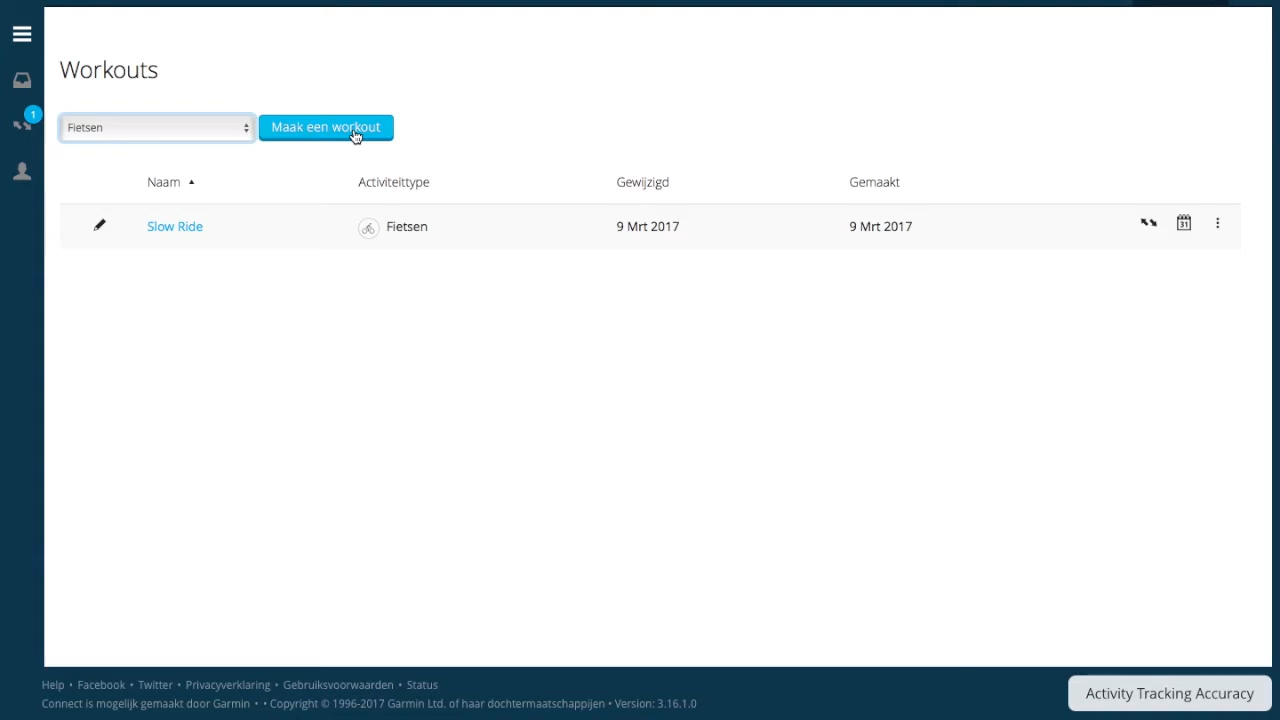 1
Workouts
Fietsen
Maak een workout
Naam Activiteittype Gewijzigd Gemaakt
Slow Ride Fietsen 9 Mrt 2017 9 Mrt 2017 31
Help • Facebook • Twitter • Privacyverklaring • Gebruiksvoorwaarden • Status
Connect is mogelijk gemaakt door Garmin • • Copyright © 1996-2017 Garmin Ltd. of haar dochtermaatschappijen • Version: 3.16.1.0
Activity Tracking Accuracy